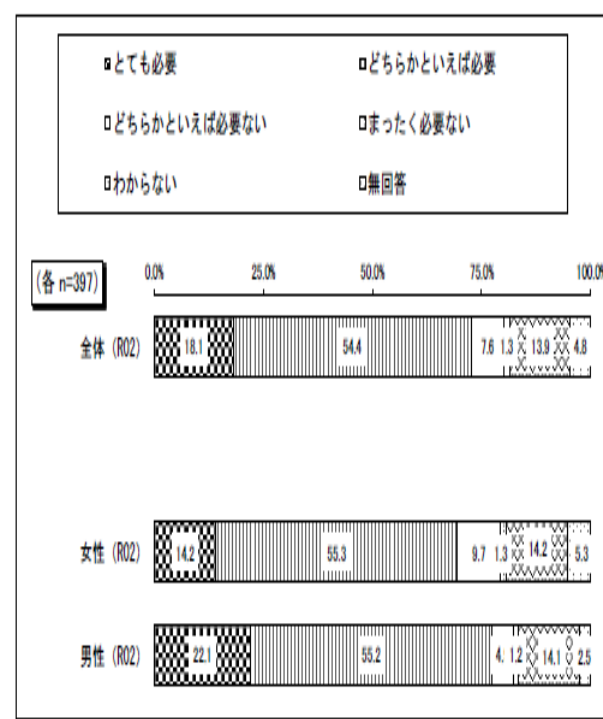 とても必要 どちらかといえば必要
どちらかといえば必要ない まったく必要ない
わからない 無回答
(各 n=397) 0.0% 25.0% 50.0% 75.0% 100.0%
全体 (R02) 18.1 54.4 7.6 1.3 13.9 4.8
女性 (R02) 14.2 55.3 9.7 1.3 14.2 5.3
男性 (R02) 22.1 55.2 4. 1.2 14.1 2.5